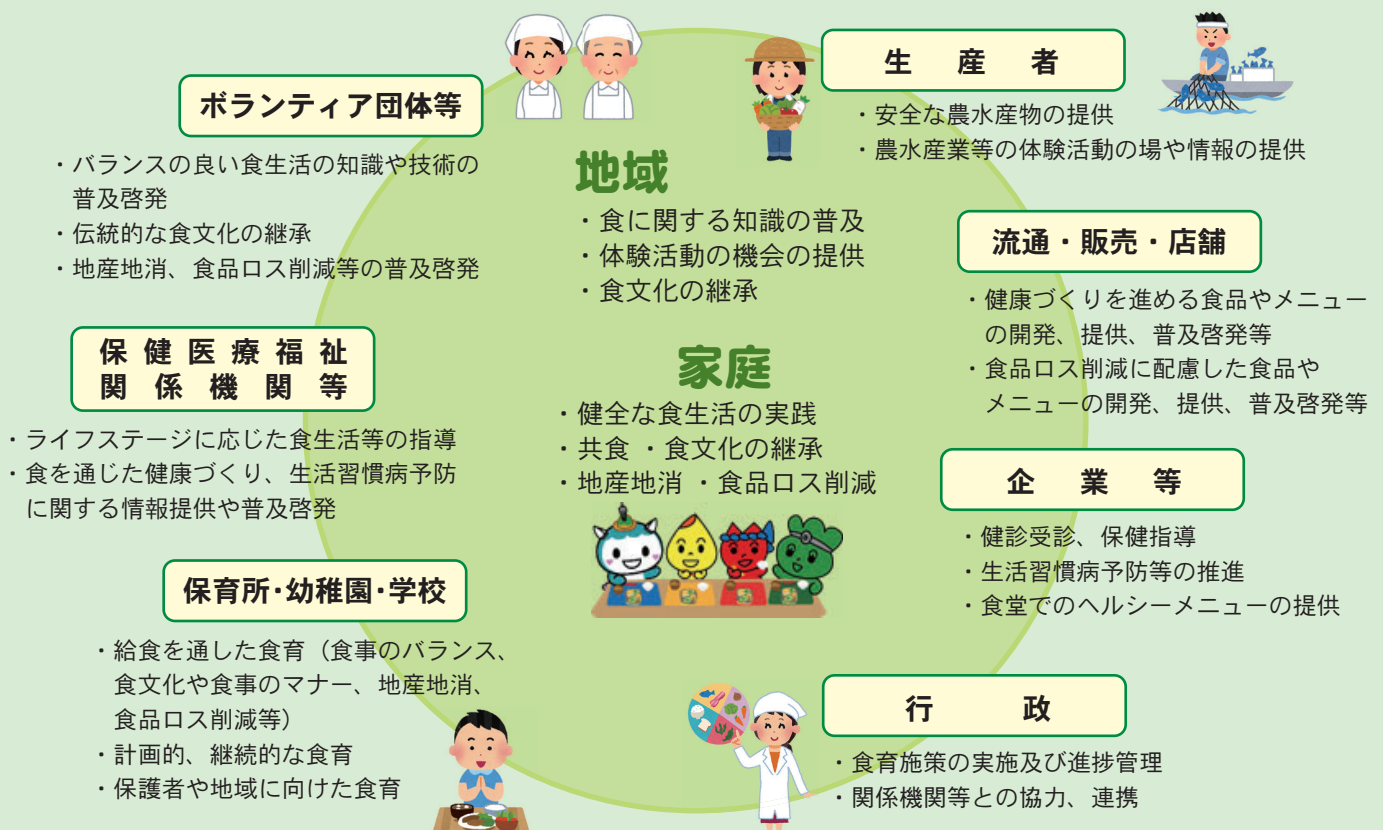 ボランティア団体等
・バランスの良い食生活の知識や技術の
普及啓発
・伝統的な食文化の継承
・地産地消、食品ロス削減等の普及啓発
保健医療福祉
関係機関等
・ライフステージに応じた食生活等の指導
・食を通じた健康づくり、生活習慣病予防
に関する情報提供や普及啓発
保育所・幼稚園・学校
・給食を通した食育（食事のバランス、
食文化や食事のマナー、地産地消、
食品ロス削減等）
・計画的、継続的な食育
・保護者や地域に向けた食育
地域
・食に関する知識の普及
・体験活動の機会の提供
・食文化の継承
家庭
・健全な食生活の実践
・共食 ・食文化の継承
・地産地消 ・食品ロス削減
生産者
・安全な農水産物の提供
・農水産業等の体験活動の場や情報の提供
流通・販売・店舗
・健康づくりを進める食品やメニュー
の開発、提供、普及啓発等
・食品ロス削減に配慮した食品や
メニューの開発、提供、普及啓発等
企業等
・健診受診、保健指導
・生活習慣病予防等の推進
・食堂でのヘルシーメニューの提供
行政
・食育施策の実施及び進捗管理
・関係機関等との協力、連携